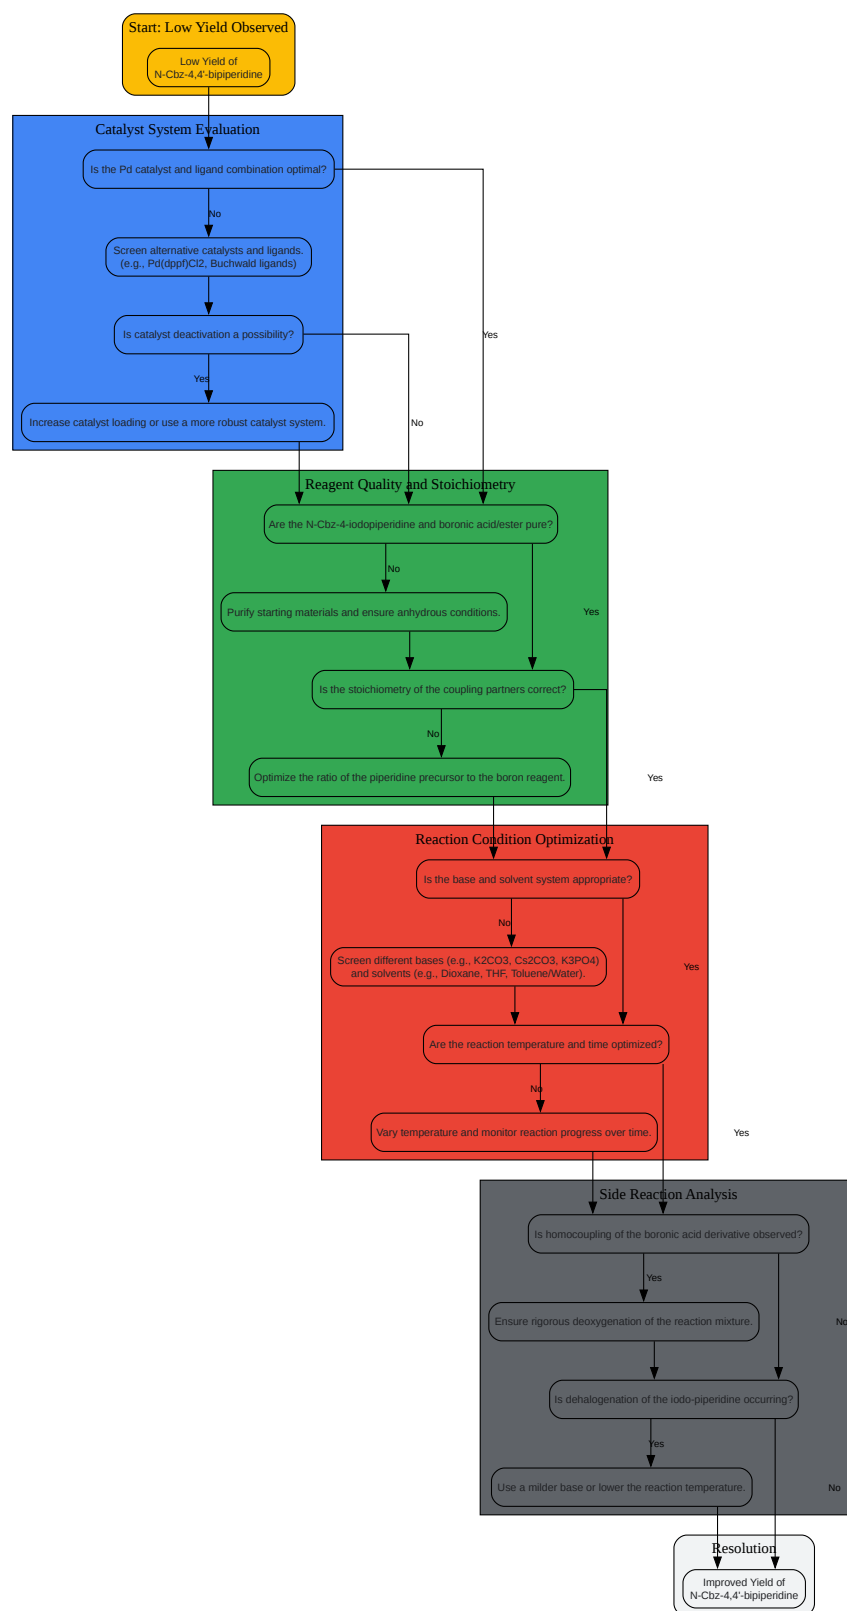 Start: Low Yield Observed
Low Yield of
N-Cbz-4,4'-bipiperidine
Catalyst System Evaluation
Is the Pd catalyst and ligand combination optimal?
No
Screen alternative catalysts and ligands.
(e.g., Pd(dppf)Cl2, Buchwald ligands)
Is catalyst deactivation a possibility?
Yes
Yes
Increase catalyst loading or use a more robust catalyst system.
No
Reagent Quality and Stoichiometry
Are the N-Cbz-4-iodopiperidine and boronic acid/ester pure?
No
Purify starting materials and ensure anhydrous conditions.
Yes
Is the stoichiometry of the coupling partners correct?
No
Optimize the ratio of the piperidine precursor to the boron reagent.
Yes
Reaction Condition Optimization
Is the base and solvent system appropriate?
No
Screen different bases (e.g., K2CO3, Cs2CO3, K3PO4)
and solvents (e.g., Dioxane, THF, Toluene/Water).
Yes
Are the reaction temperature and time optimized?
No
Vary temperature and monitor reaction progress over time.
Yes
Side Reaction Analysis
Is homocoupling of the boronic acid derivative observed?
Yes
Ensure rigorous deoxygenation of the reaction mixture.
No
Is dehalogenation of the iodo-piperidine occurring?
Yes
Use a milder base or lower the reaction temperature.
No
Resolution
Improved Yield of
N-Cbz-4,4'-bipiperidine